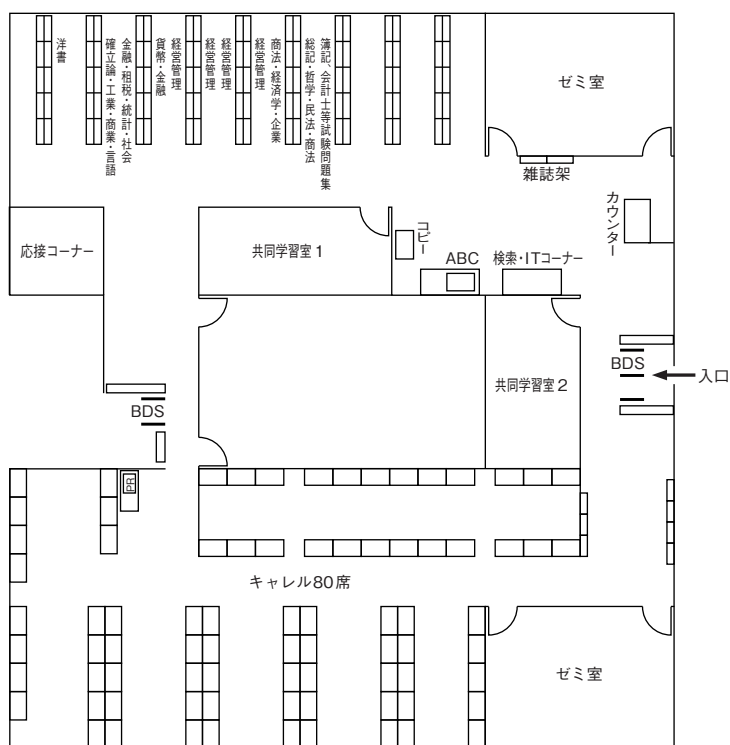 洋書
確立論・工業・商業・言語
金融・租税・統計・社会
貨幣・金融
経営管理
経営管理
経営管理
経営管理
商法・経済学・企業
総記・哲学・民法・商法
簿記、会計士等試験問題集
ゼミ室
雑誌架
カウンター
応接コーナー
共同学習室1
コピー
ABC
検索・ITコーナー
BDS
入口
共同学習室2
BDS
PR
キャレル80席
ゼミ室